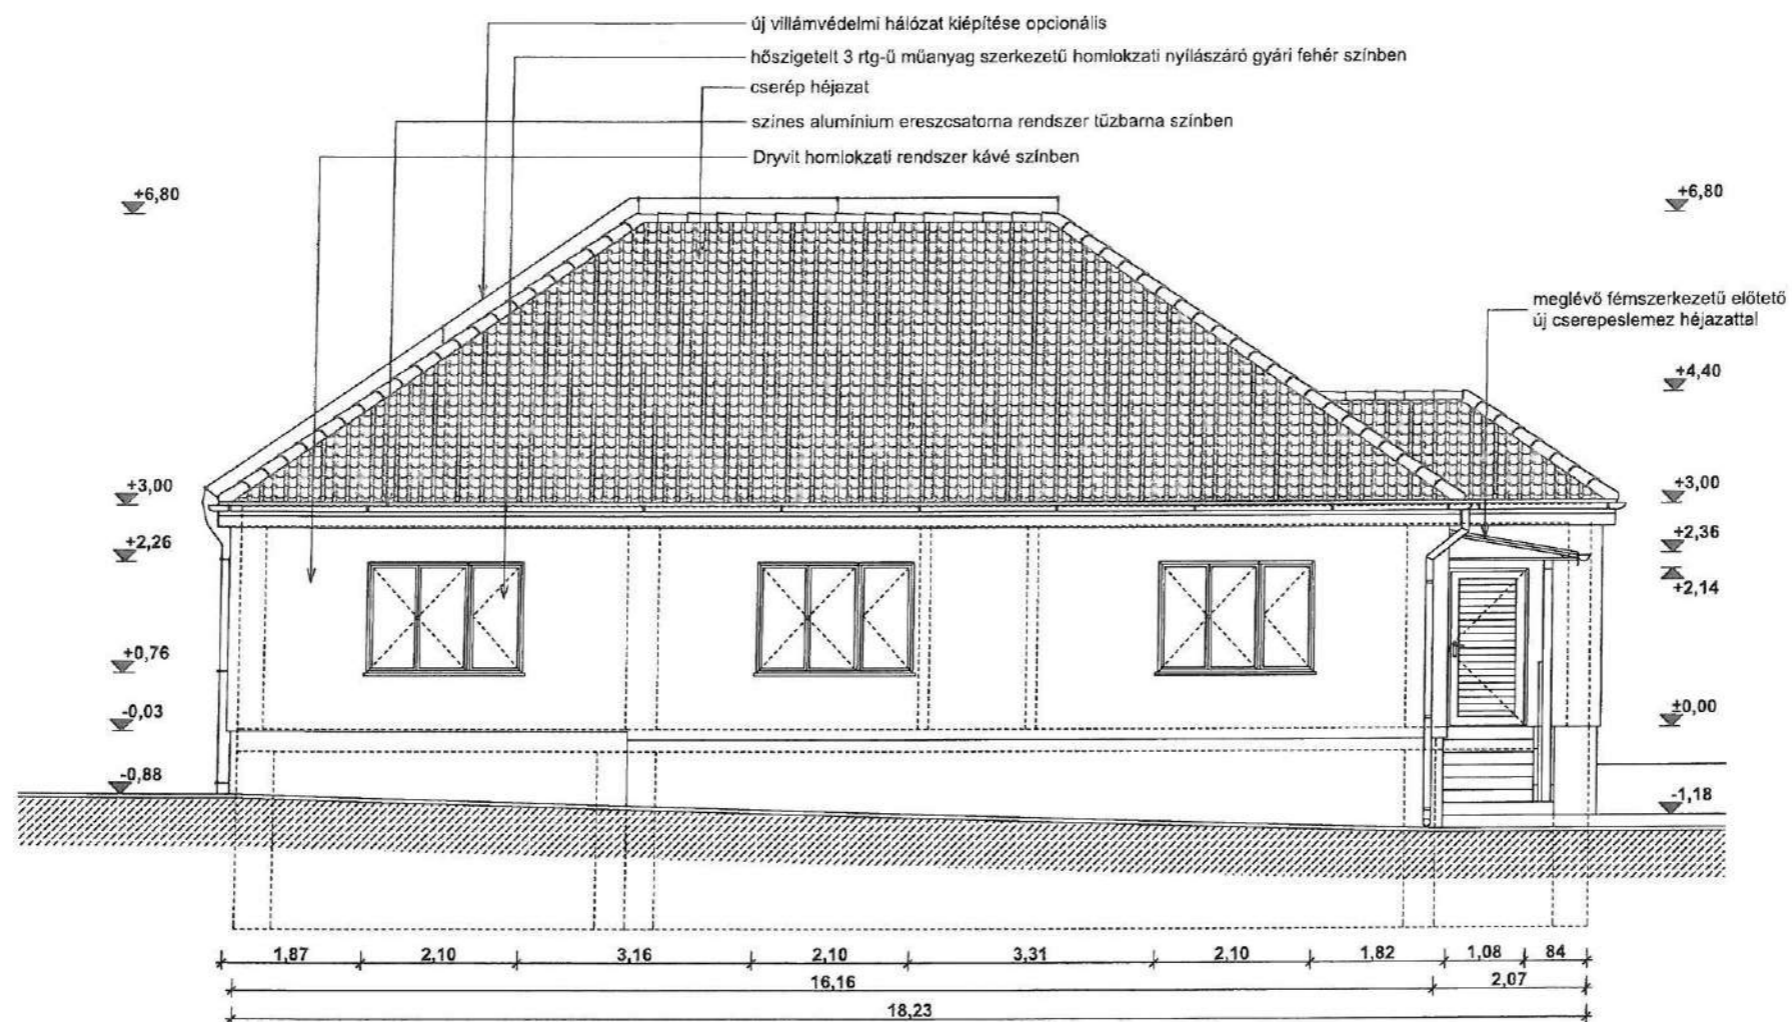 új villámvédelmi hálózat kiépítése opcionális
hőszigetelt 3 rtg-ű műanyag szerkezetű homlokzati nyílászáró gyári fehér színben
cserép héjazat
színes alumínium ereszcsatorna rendszer tűzbarna színben
Dryvit homlokzati rendszer kávé színben
+6,80
+6,80
meglévő fémszerkezetű előtető
új cserepeslemez héjazattal
+4,40
+3,00
+3,00
+2,26
+2,36
+2,14
+0,76
-0,03
±0,00
-0,88
-1,18
1,87 2,10 3,16 2,10 3,31 2,10 1,82 1,08 84
16,16 2,07
18,23